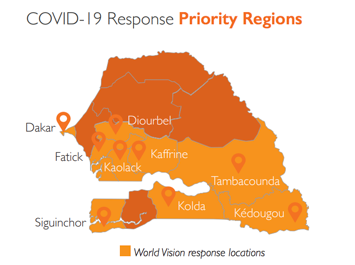 COVID-19 Response Priority Regions
Dakar
Diourbel
Fatick
Kaolack
Kaffrine
Tambacounda
Siguinchor
Kolda
Kédougou
World Vision response locations